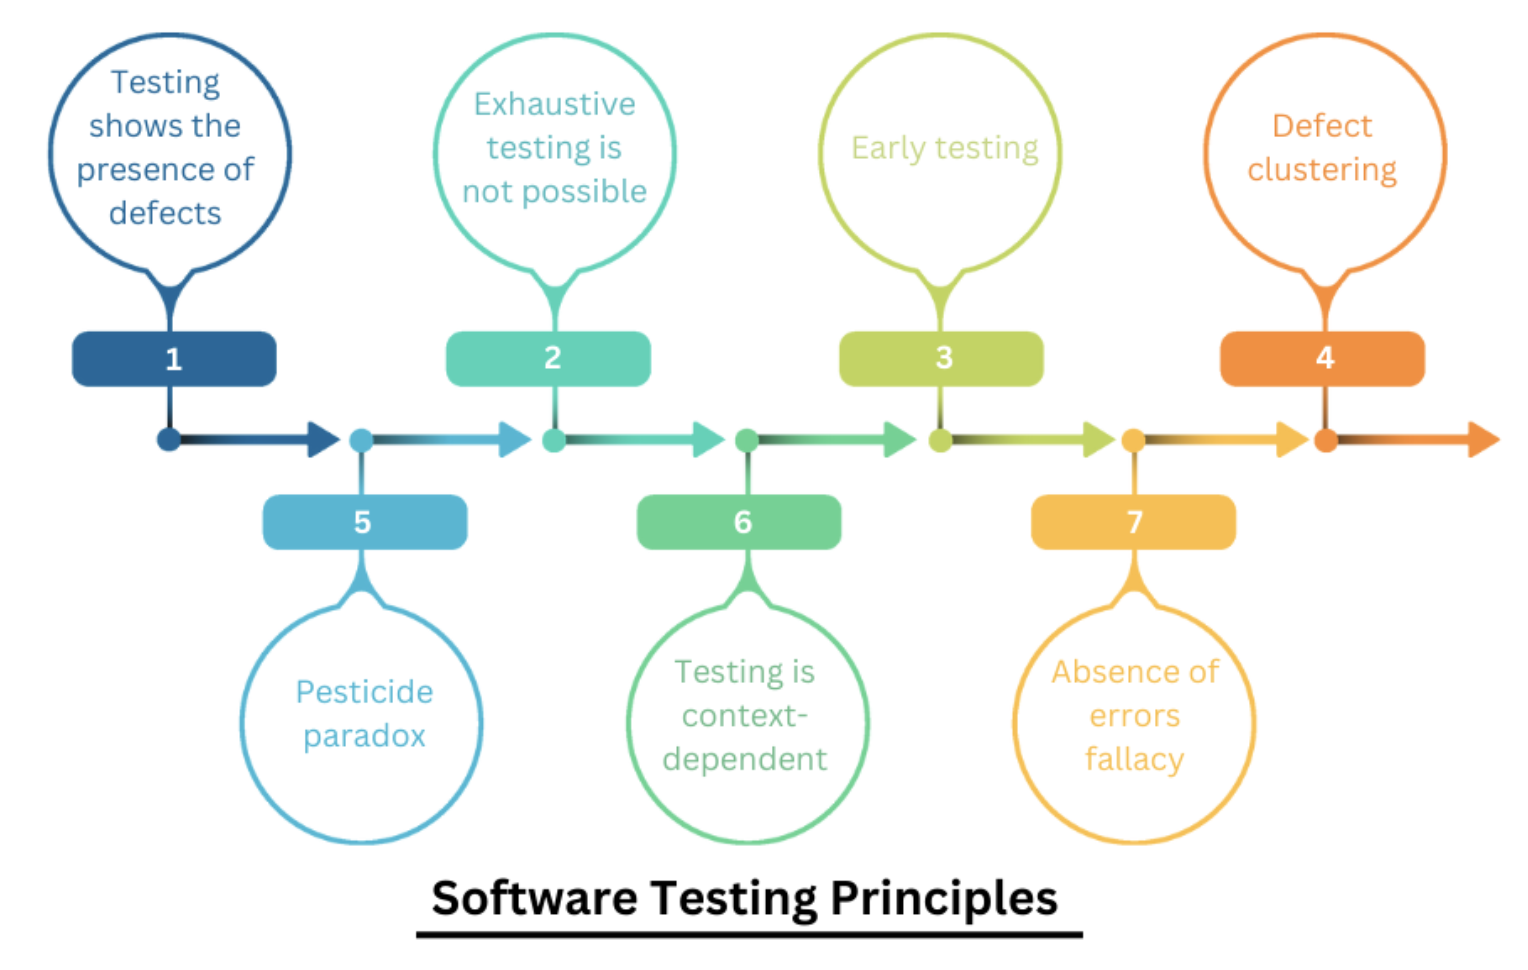 Testing
shows the
presence of
defects
Exhaustive
testing is
not possible
Early testing
Defect
clustering
1
2
3
4
5
6
7
Pesticide
paradox
Testing is
context-
dependent
Absence of
errors
fallacy
Software Testing Principles